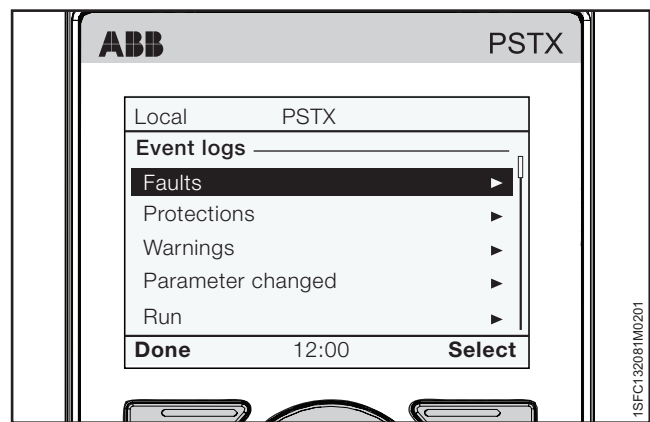 ABB PSTX
Local PSTX
Event logs
Faults
Protections
Warnings
Parameter changed
Run
Done 12:00 Select
1SFC132081M0201